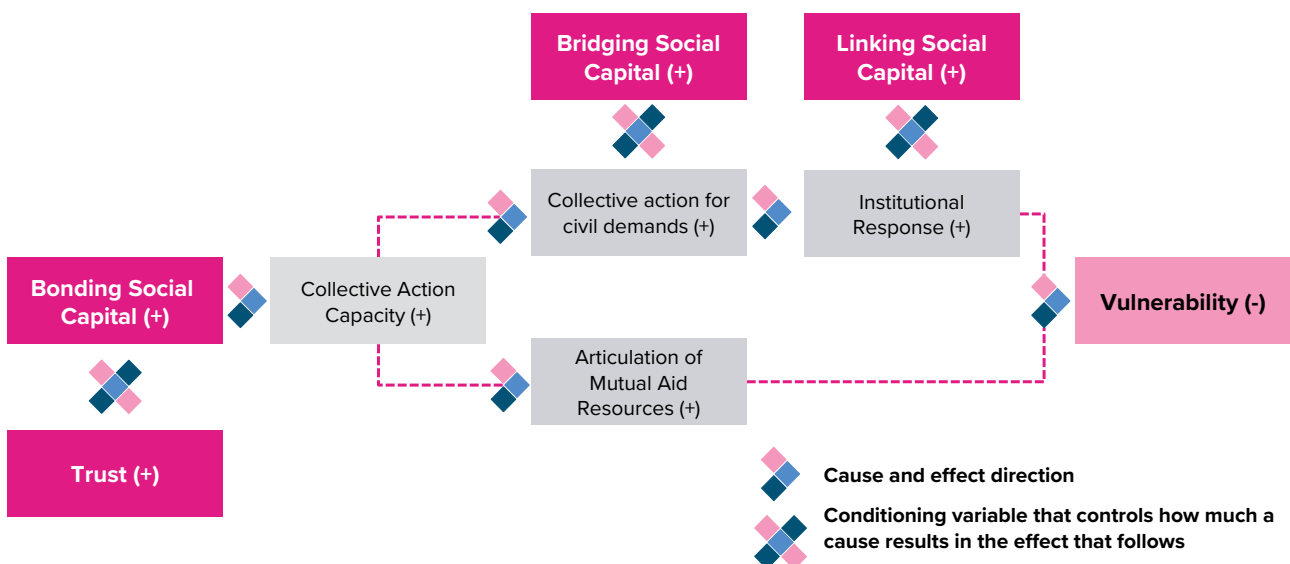 Bridging Social
Capital (+)
Linking Social
Capital (+)
Collective action for
civil demands (+)
Institutional
Response (+)
Bonding Social
Capital (+)
Collective Action
Capacity (+)
Vulnerability (-)
Articulation of
Mutual Aid
Resources (+)
Trust (+)
Cause and effect direction
Conditioning variable that controls how much a
cause results in the effect that follows